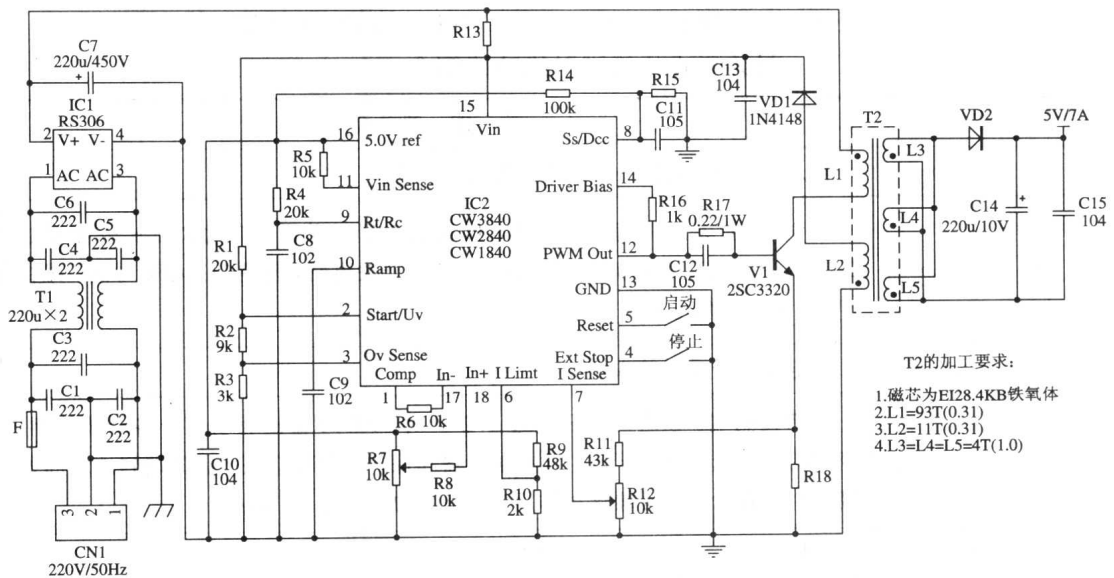 R13
C7
220u/450V
+
IC1
RS306
2
V+
V-
4
1
AC
AC
3
C6
222
C5
222
C4
222
T1
220u×2
C3
222
C1
222
C2
222
F
3
2
1
CN1
220V/50Hz
R14
100k
R15
C11
105
C13
104
VD1
1N4148
15
Vin
16
5.0V ref
R5
10k
11
Vin Sense
R4
20k
9
Rt/Rc
C8
102
10
Ramp
R1
20k
2
Start/Uv
R2
9k
3
Ov Sense
R3
3k
C9
102
C10
104
IC2
CW3840
CW2840
CW1840
Ss/Dcc
8
Driver Bias
14
R16
1k
R17
0.22/1W
PWM Out
12
C12
105
V1
2SC3320
GND
13
启动
Reset
5
停止
Ext Stop
4
Comp
In-
In+
I Limt
I Sense
1
17
18
6
7
R6
10k
R7
10k
R8
10k
R9
48k
R10
2k
R11
43k
R12
10k
R18
T2
L1
L2
L3
L4
L5
VD2
5V/7A
C14
220u/10V
+
C15
104
T2的加工要求：
1.磁芯为EI28.4KB铁氧体
2.L1=93T(0.31)
3.L2=11T(0.31)
4.L3=L4=L5=4T(1.0)